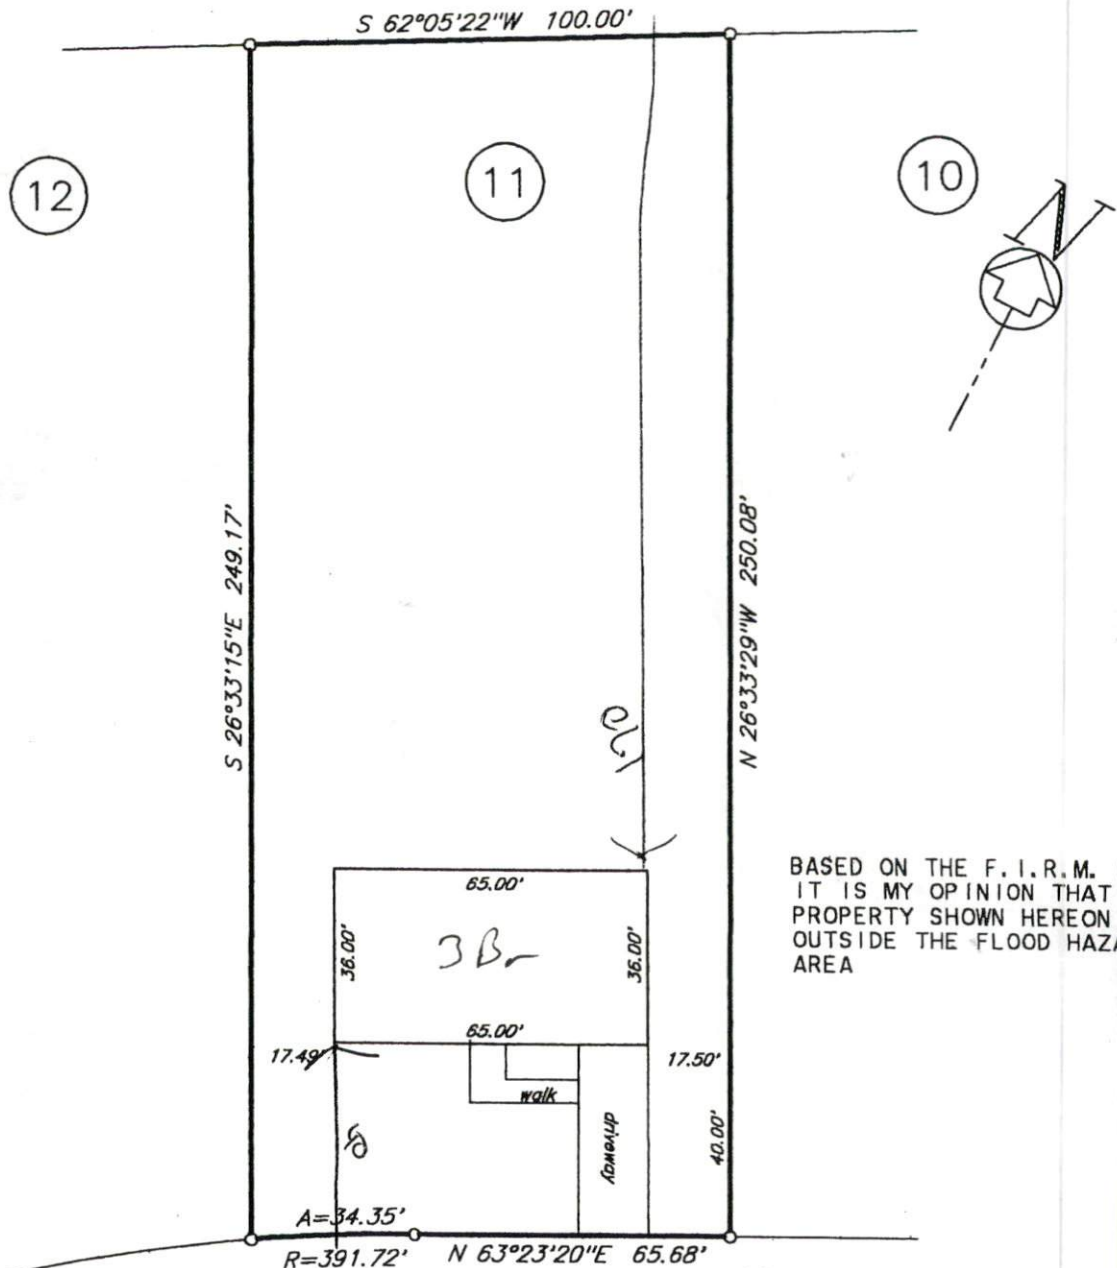 S 62°05'22"W 100.00'
12
11
10
N
S 26°33'15"E 249.17'
N 26°33'29"W 250.08'
BASED ON THE F.I.R.M.
IT IS MY OPINION THAT
PROPERTY SHOWN HEREON
OUTSIDE THE FLOOD HAZA
AREA
65.00'
36.00'
3 Br
36.00'
65.00'
17.49'
17.50'
walk
driveway
40.00'
A=34.35'
R=391.72'
N 63°23'20"E 65.68'